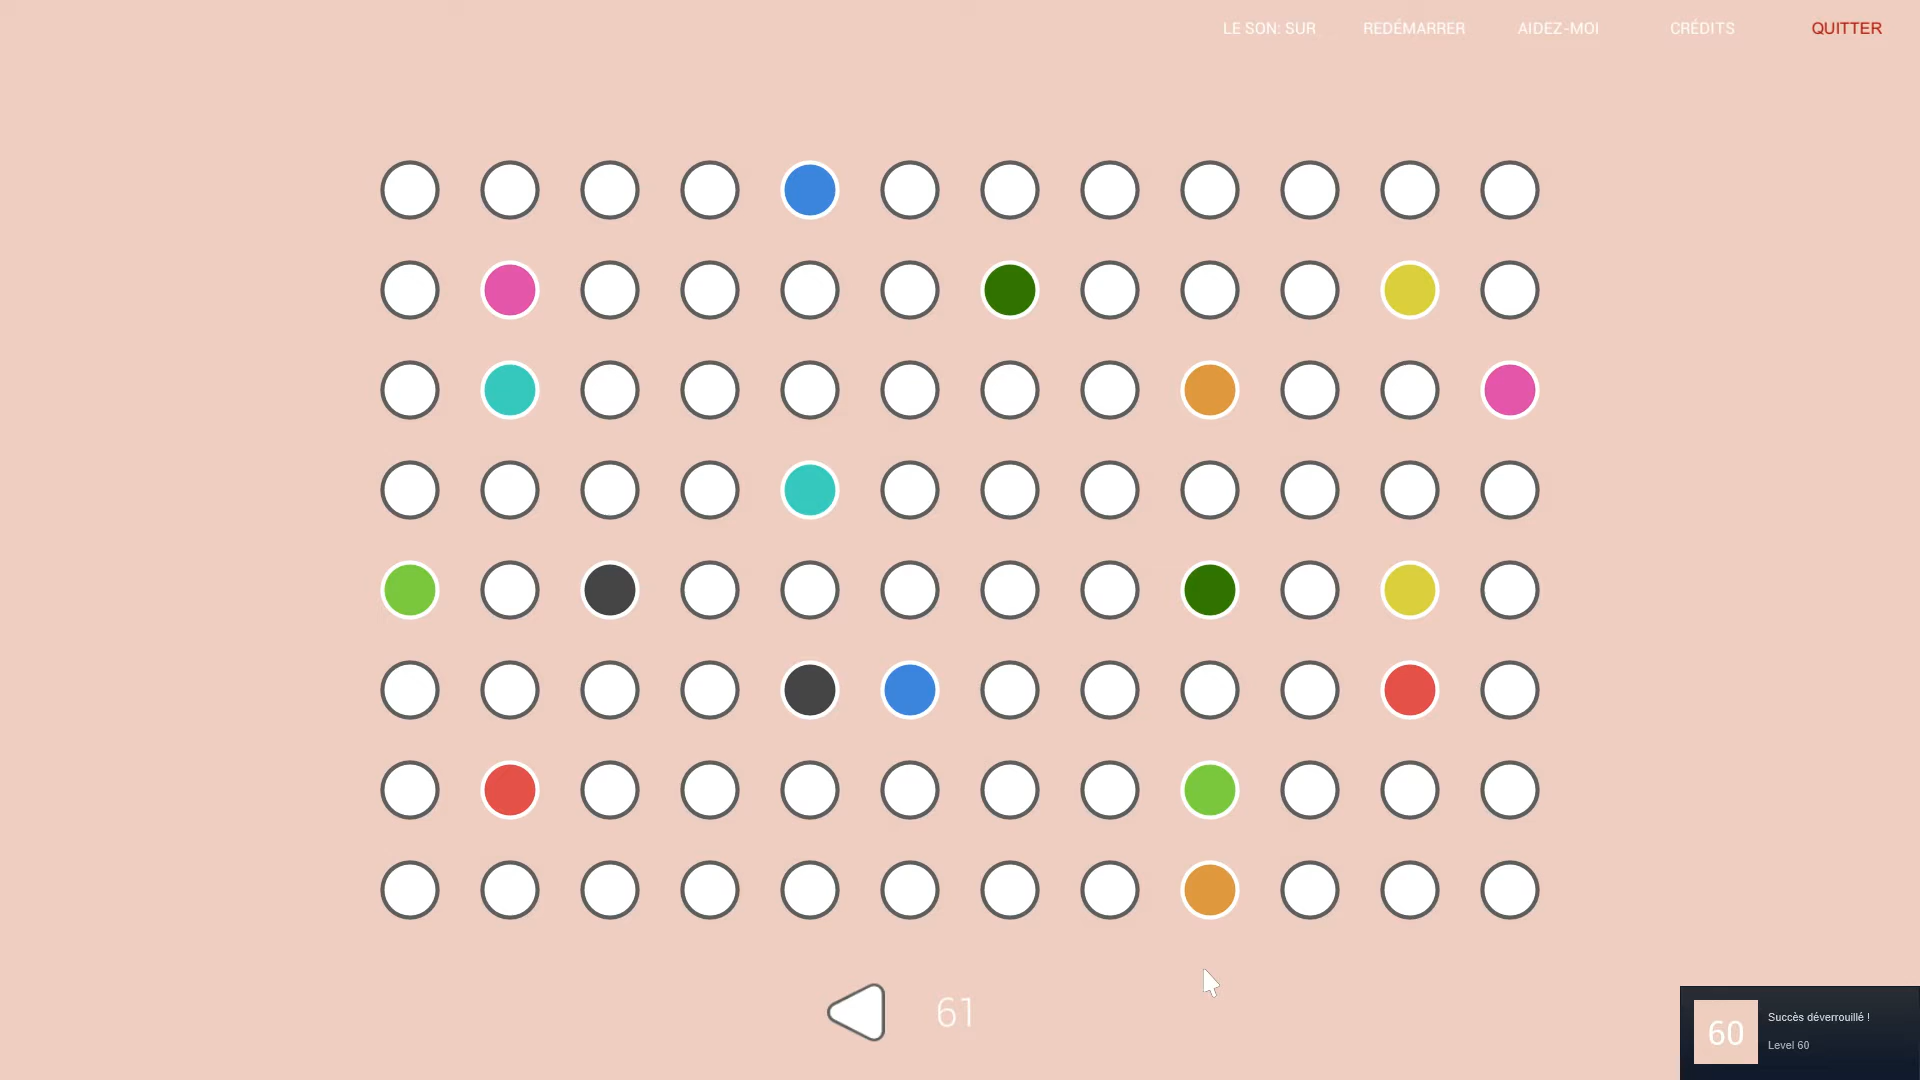 LE SON: SUR
REDÉMARRER
AIDEZ-MOI
CRÉDITS
QUITTER
61
60
Succès déverrouillé !
Level 60